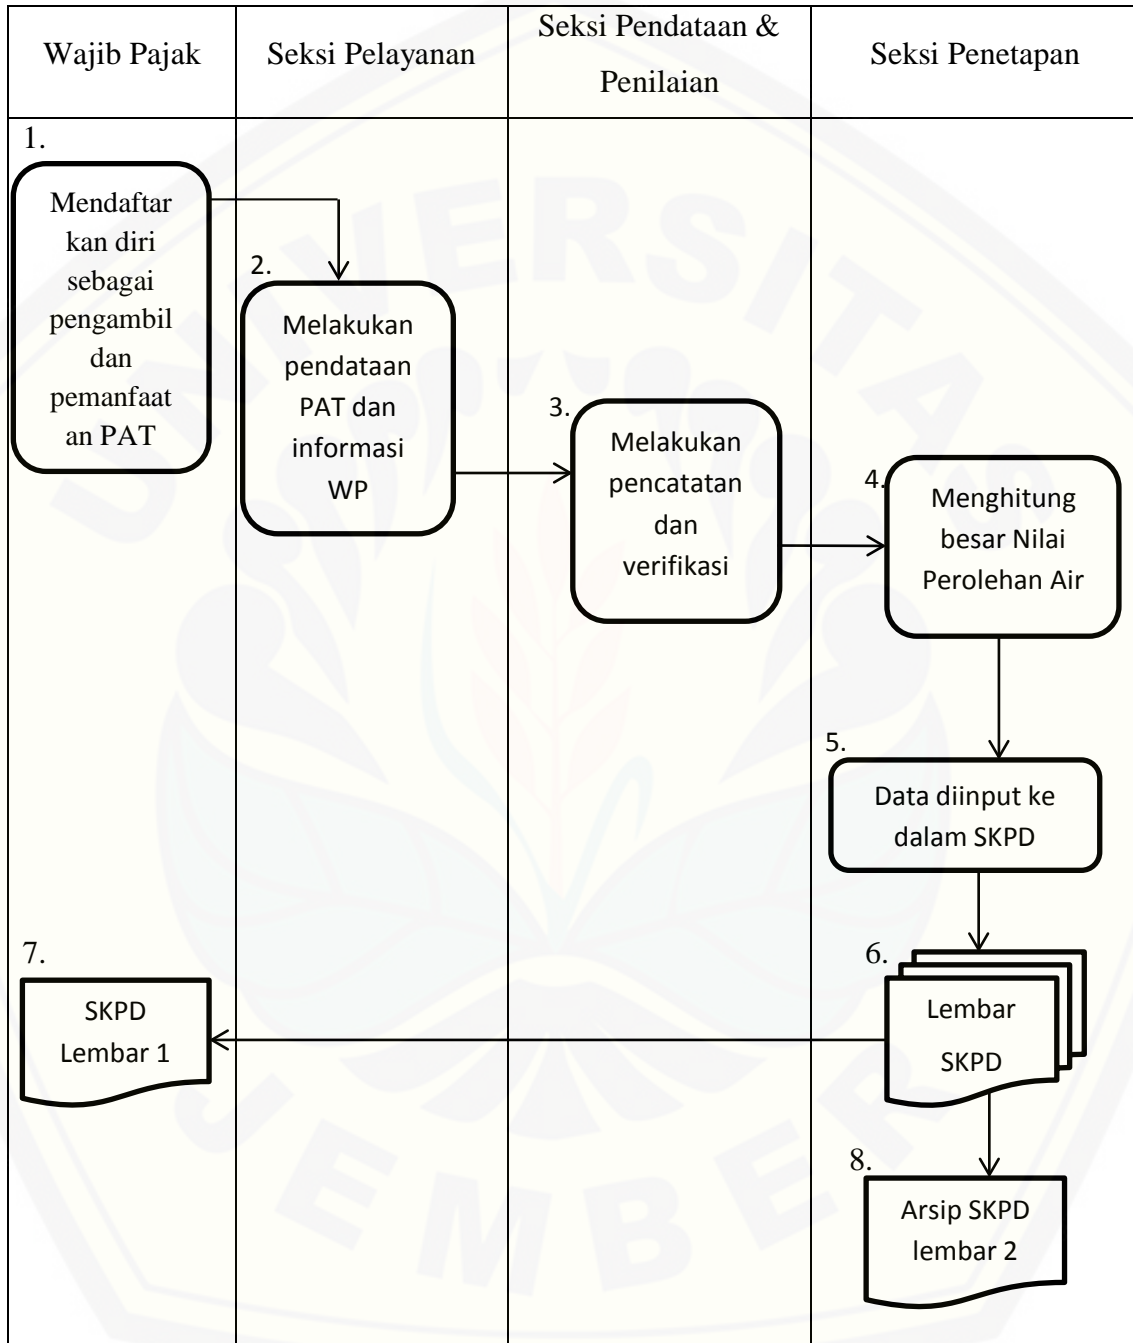 Wajib Pajak
Seksi Pelayanan
Seksi Pendataan &
Penilaian
Seksi Penetapan
1.
Mendaftar
kan diri
sebagai
pengambil
dan
pemanfaat
an PAT
2.
Melakukan
pendataan
PAT dan
informasi
WP
3.
Melakukan
pencatatan
dan
verifikasi
4.
Menghitung
besar Nilai
Perolehan Air
5.
Data diinput ke
dalam SKPD
6.
Lembar
SKPD
7.
SKPD
Lembar 1
8.
Arsip SKPD
lembar 2
UNIVERSITAS
JEMBER